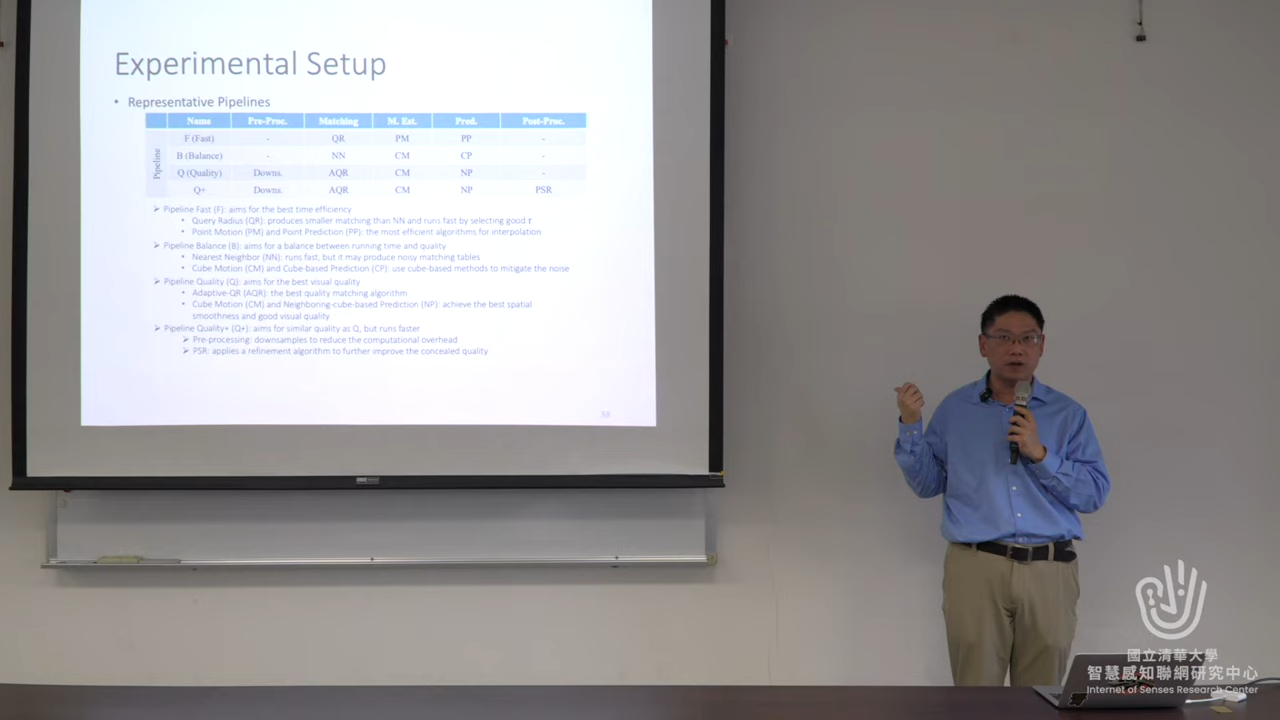 Experimental Setup
• Representative Pipelines
Name Pre-Proc. Matching M. Est. Pred. Post-Proc.
Pipeline
F (Fast) - QR PM PP -
B (Balance) - NN CM CP -
Q (Quality) Downs. AQR CM NP -
Q+ Downs. AQR CM NP PSR
➢ Pipeline Fast (F): aims for the best time efficiency
• Query Radius (QR): produces smaller matching than NN and runs fast by selecting good r
• Point Motion (PM) and Point Prediction (PP): the most efficient algorithms for interpolation
➢ Pipeline Balance (B): aims for a balance between running time and quality
• Nearest Neighbor (NN): runs fast, but it may produce noisy matching tables
• Cube Motion (CM) and Cube-based Prediction (CP): use cube-based methods to mitigate the noise
➢ Pipeline Quality (Q): aims for the best visual quality
• Adaptive-QR (AQR): the best quality matching algorithm
• Cube Motion (CM) and Neighboring-cube-based Prediction (NP): achieve the best spatial
smoothness and good visual quality
➢ Pipeline Quality+ (Q+): aims for similar quality as Q, but runs faster
➢ Pre-processing: downsamples to reduce the computational overhead
➢ PSR: applies a refinement algorithm to further improve the concealed quality
國立清華大學
智慧感知聯網研究中心
Internet of Senses Research Center